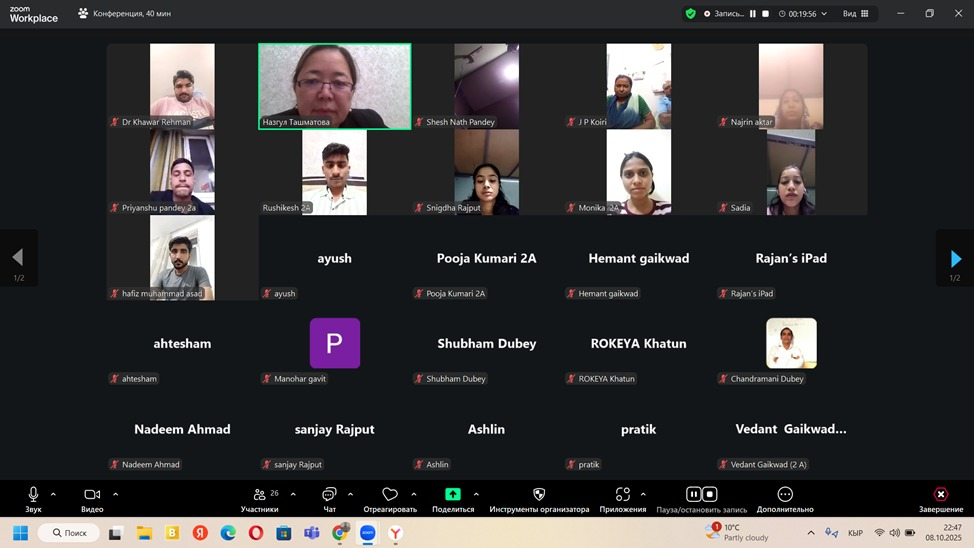 zoom
Workplace
Конференция, 40 мин
Запись...
00:19:56
Вид
Dr Khawar Rehman
Назгул Ташматова
Shesh Nath Pandey
J P Koiri
Najrin aktar
Priyanshu pandey 2a
Rushikesh 2A
Snigdha Rajput
Monika 2A
Sadia
hafiz muhammad asad
ayush
ayush
Pooja Kumari 2A
Pooja Kumari 2A
Hemant gaikwad
Hemant gaikwad
Rajan's iPad
Rajan's iPad
1/2
1/2
ahtesham
ahtesham
P
Manohar gavit
Shubham Dubey
Shubham Dubey
ROKEYA Khatun
ROKEYA Khatun
Chandramani Dubey
Nadeem Ahmad
Nadeem Ahmad
sanjay Rajput
sanjay Rajput
Ashlin
Ashlin
pratik
pratik
Vedant Gaikwad...
Vedant Gaikwad (2 A)
Звук
Видео
26
Участники
Чат
Отреагировать
Поделиться
Инструменты организатора
Приложения
Пауза/остановить запись
Дополнительно
Завершение
Поиск
1
10°C
Partly cloudy
КЫР
22:47
08.10.2025